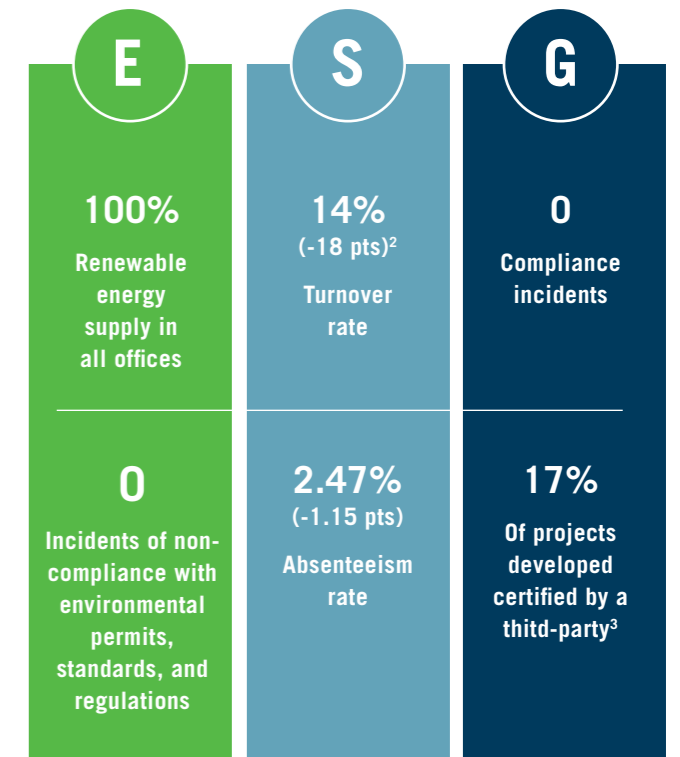 E
100%
Renewable
energy
supply in
all offices
0
Incidents of non-
compliance with
environmental
permits,
standards, and
regulations
S
14%
(-18 pts)²
Turnover
rate
2.47%
(-1.15 pts)
Absenteeism
rate
G
0
Compliance
incidents
17%
Of projects
developed
certified by a
thitd-party³